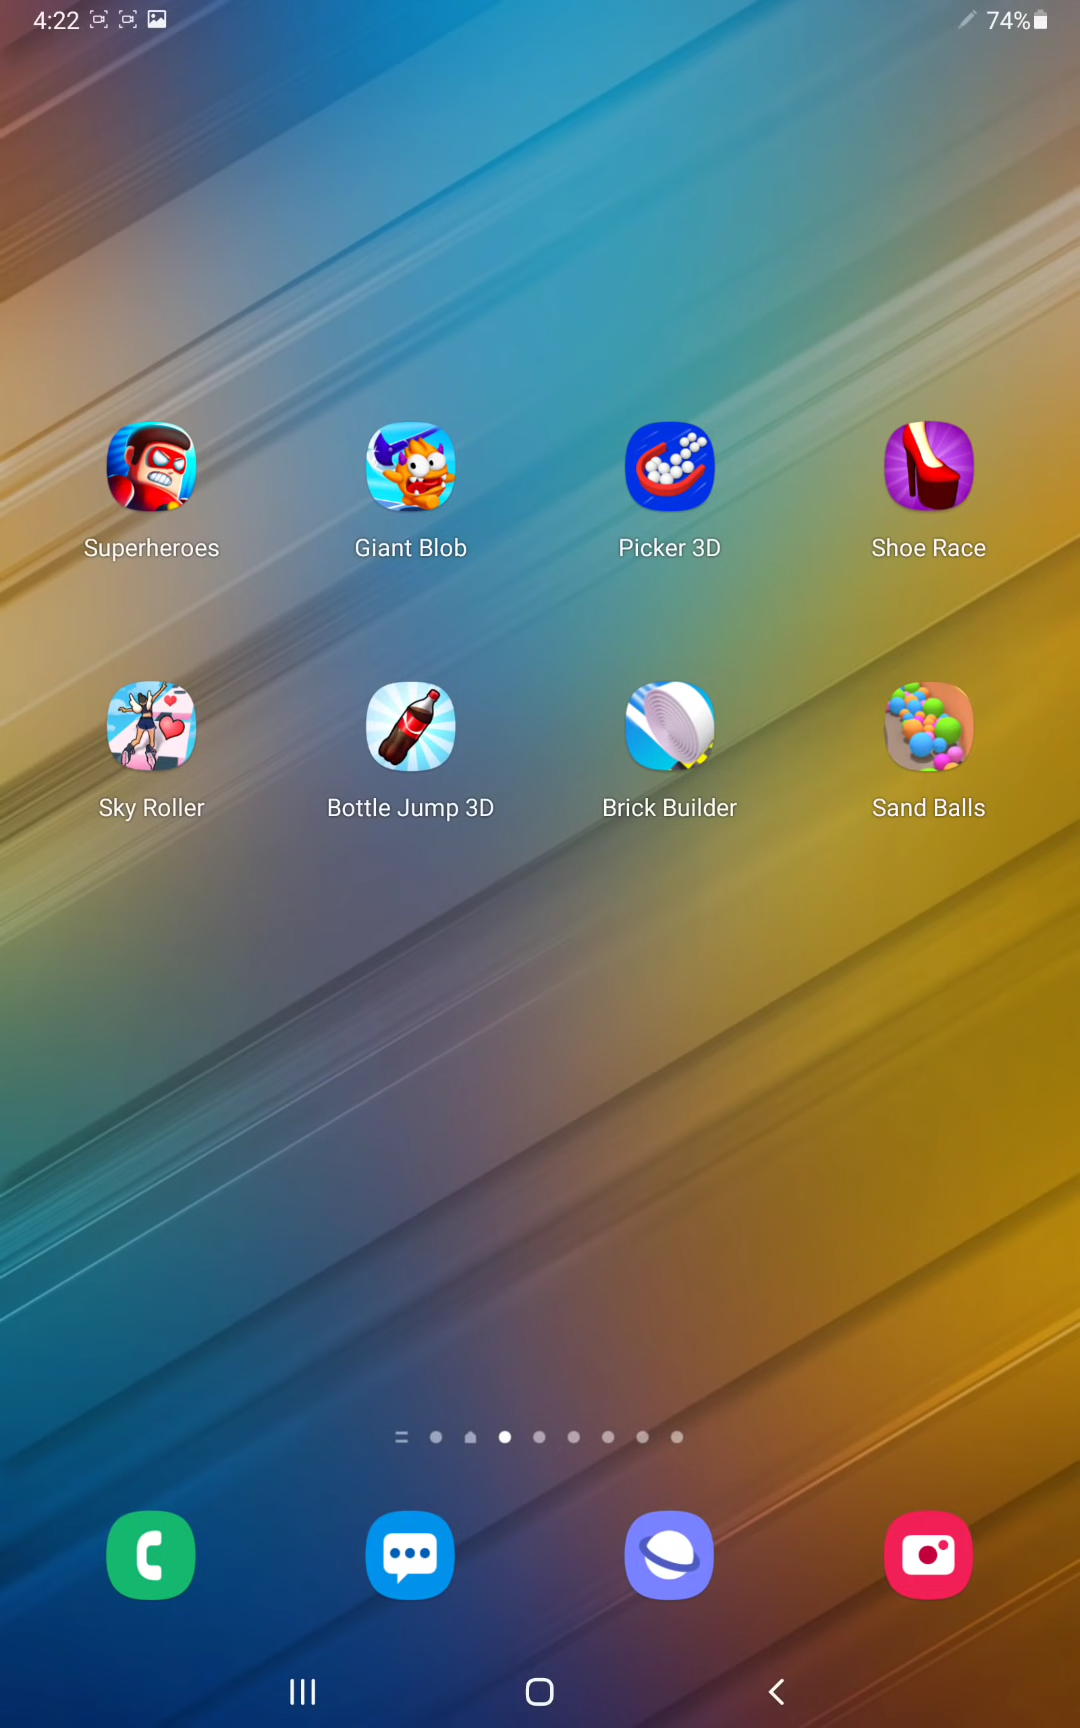 4:22 74%
Superheroes Giant Blob Picker 3D Shoe Race
Sky Roller Bottle Jump 3D Brick Builder Sand Balls